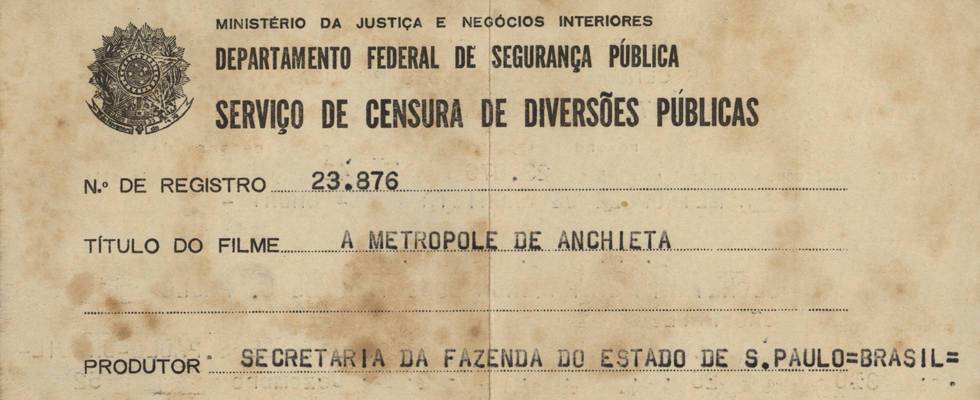 MINISTÉRIO DA JUSTIÇA E NEGÓCIOS INTERIORES
DEPARTAMENTO FEDERAL DE SEGURANÇA PÚBLICA
SERVIÇO DE CENSURA DE DIVERSÕES PÚBLICAS
N.º DE REGISTRO 23.876
TÍTULO DO FILME A METROPOLE DE ANCHIETA
PRODUTOR SECRETARIA DA FAZENDA DO ESTADO DE S.PAULO=BRASIL=